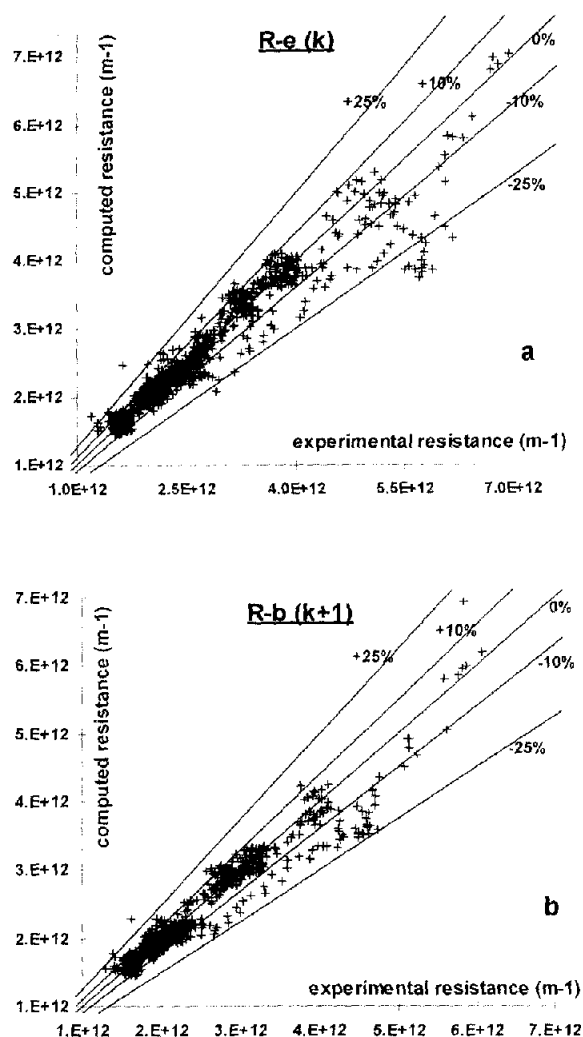 R-e (k)
7.E+12
6.E+12
5.E+12
4.E+12
3.E+12
2.E+12
1.E+12
computed resistance (m-1)
+25%
+10%
0%
-10%
-25%
a
experimental resistance (m-1)
1.0E+12 2.5E+12 4.0E+12 5.5E+12 7.0E+12
R-b (k+1)
7.E+12
6.E+12
5.E+12
4.E+12
3.E+12
2.E+12
1.E+12
computed resistance (m-1)
+25%
+10%
0%
-10%
-25%
b
experimental resistance (m-1)
1.E+12 2.E+12 3.E+12 4.E+12 5.E+12 6.E+12 7.E+12